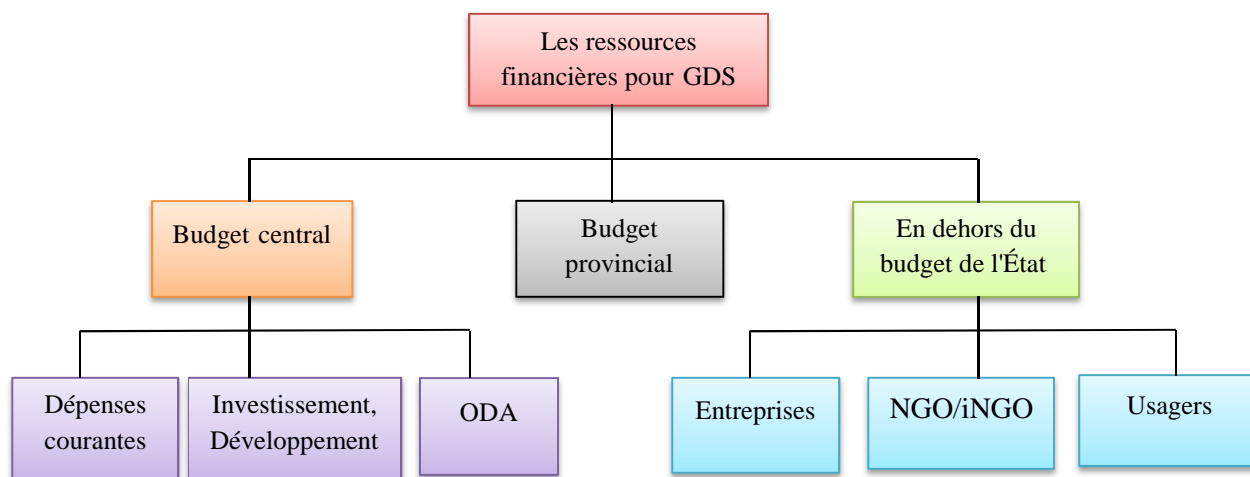 Les ressources
financières pour GDS
Budget central
Budget
provincial
En dehors du
budget de l'État
Dépenses
courantes
Investissement,
Développement
ODA
Entreprises
NGO/iNGO
Usagers